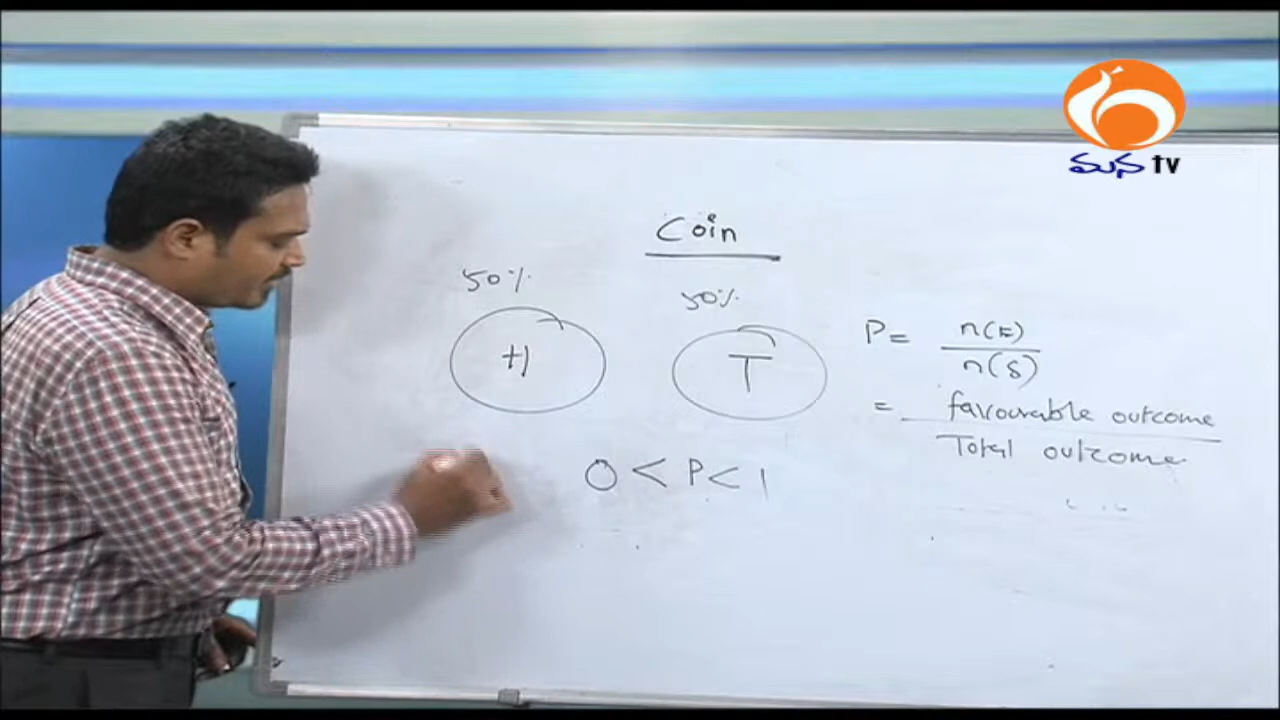 మన tv
Coin
50%
50%
H
T
P = n(E)
n(S)
= favourable outcome
Total outcome
0 < P < 1